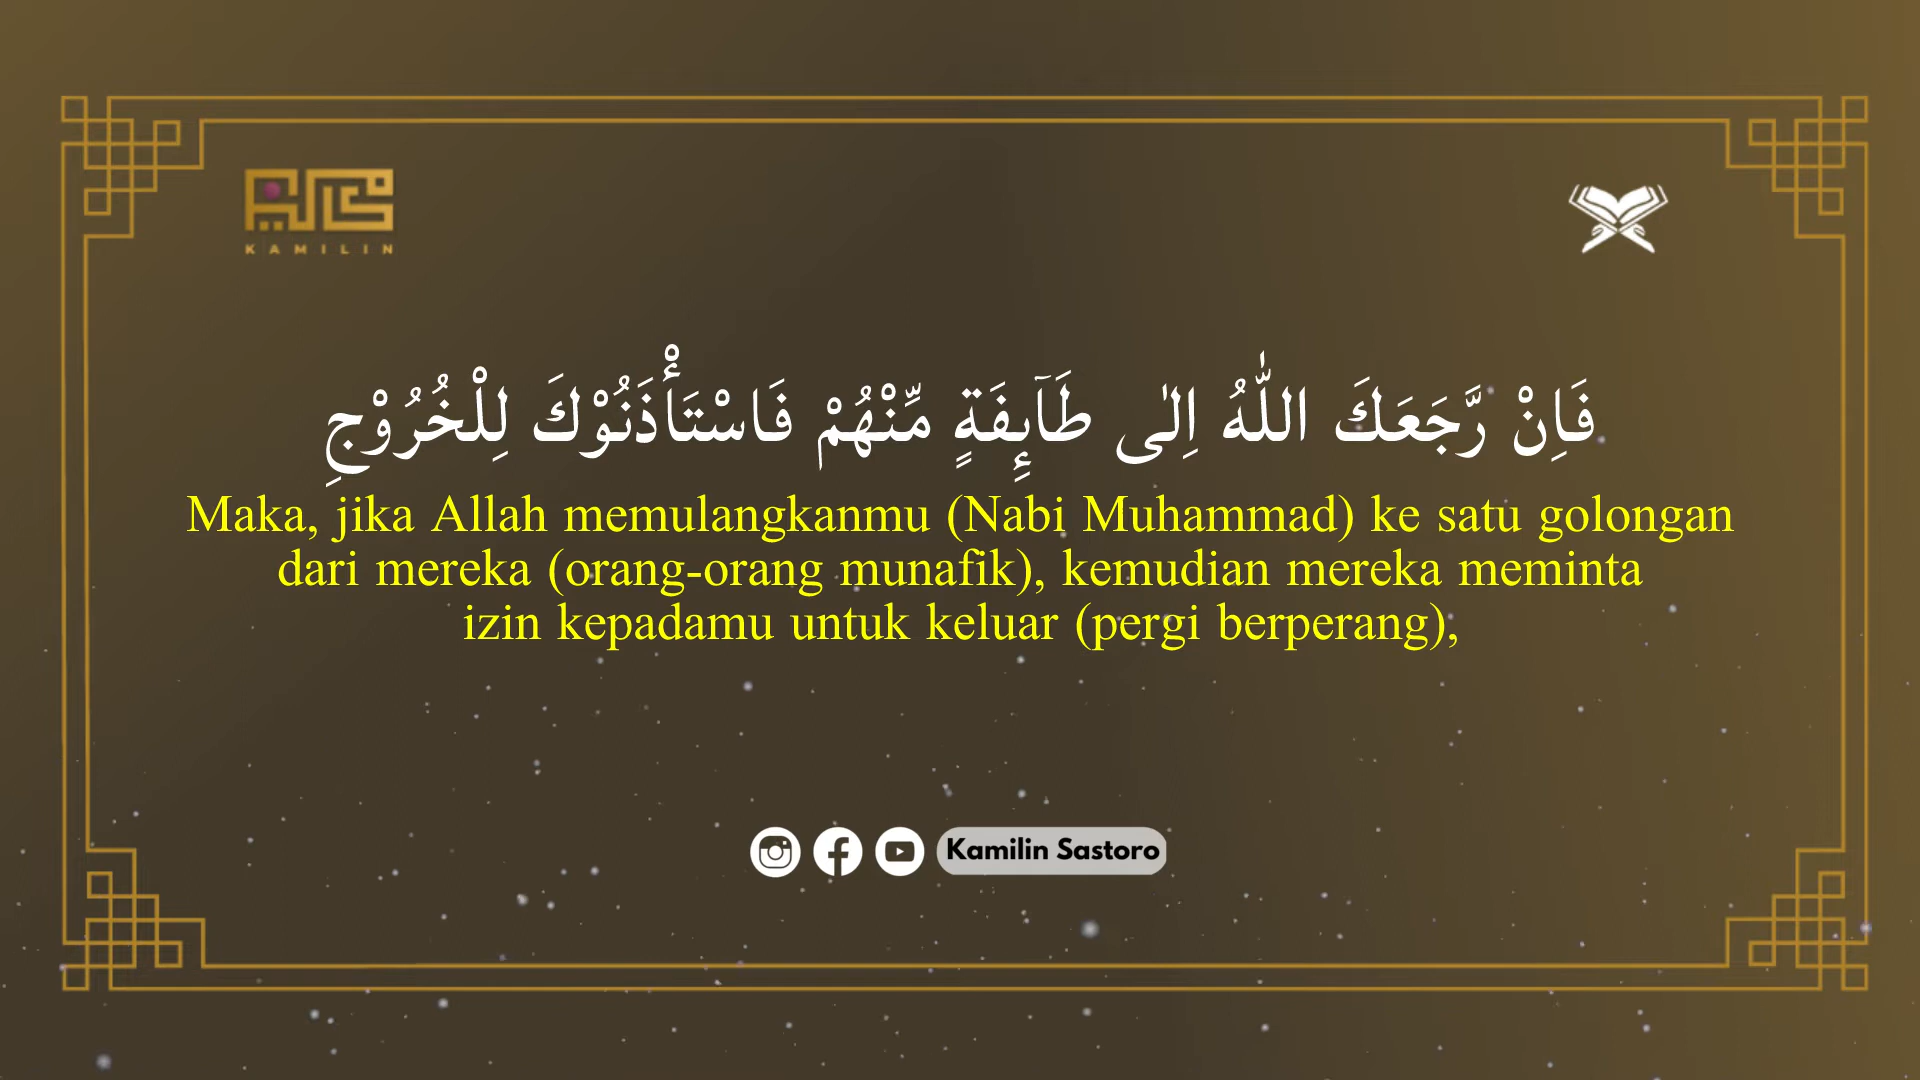 KAMILIN
فَاِنْ رَّجَعَكَ اللّٰهُ اِلٰى طَاۤىِٕفَةٍ مِّنْهُمْ فَاسْتَأْذَنُوْكَ لِلْخُرُوْجِ
Maka, jika Allah memulangkanmu (Nabi Muhammad) ke satu golongan
dari mereka (orang-orang munafik), kemudian mereka meminta
izin kepadamu untuk keluar (pergi berperang),
Kamilin Sastoro